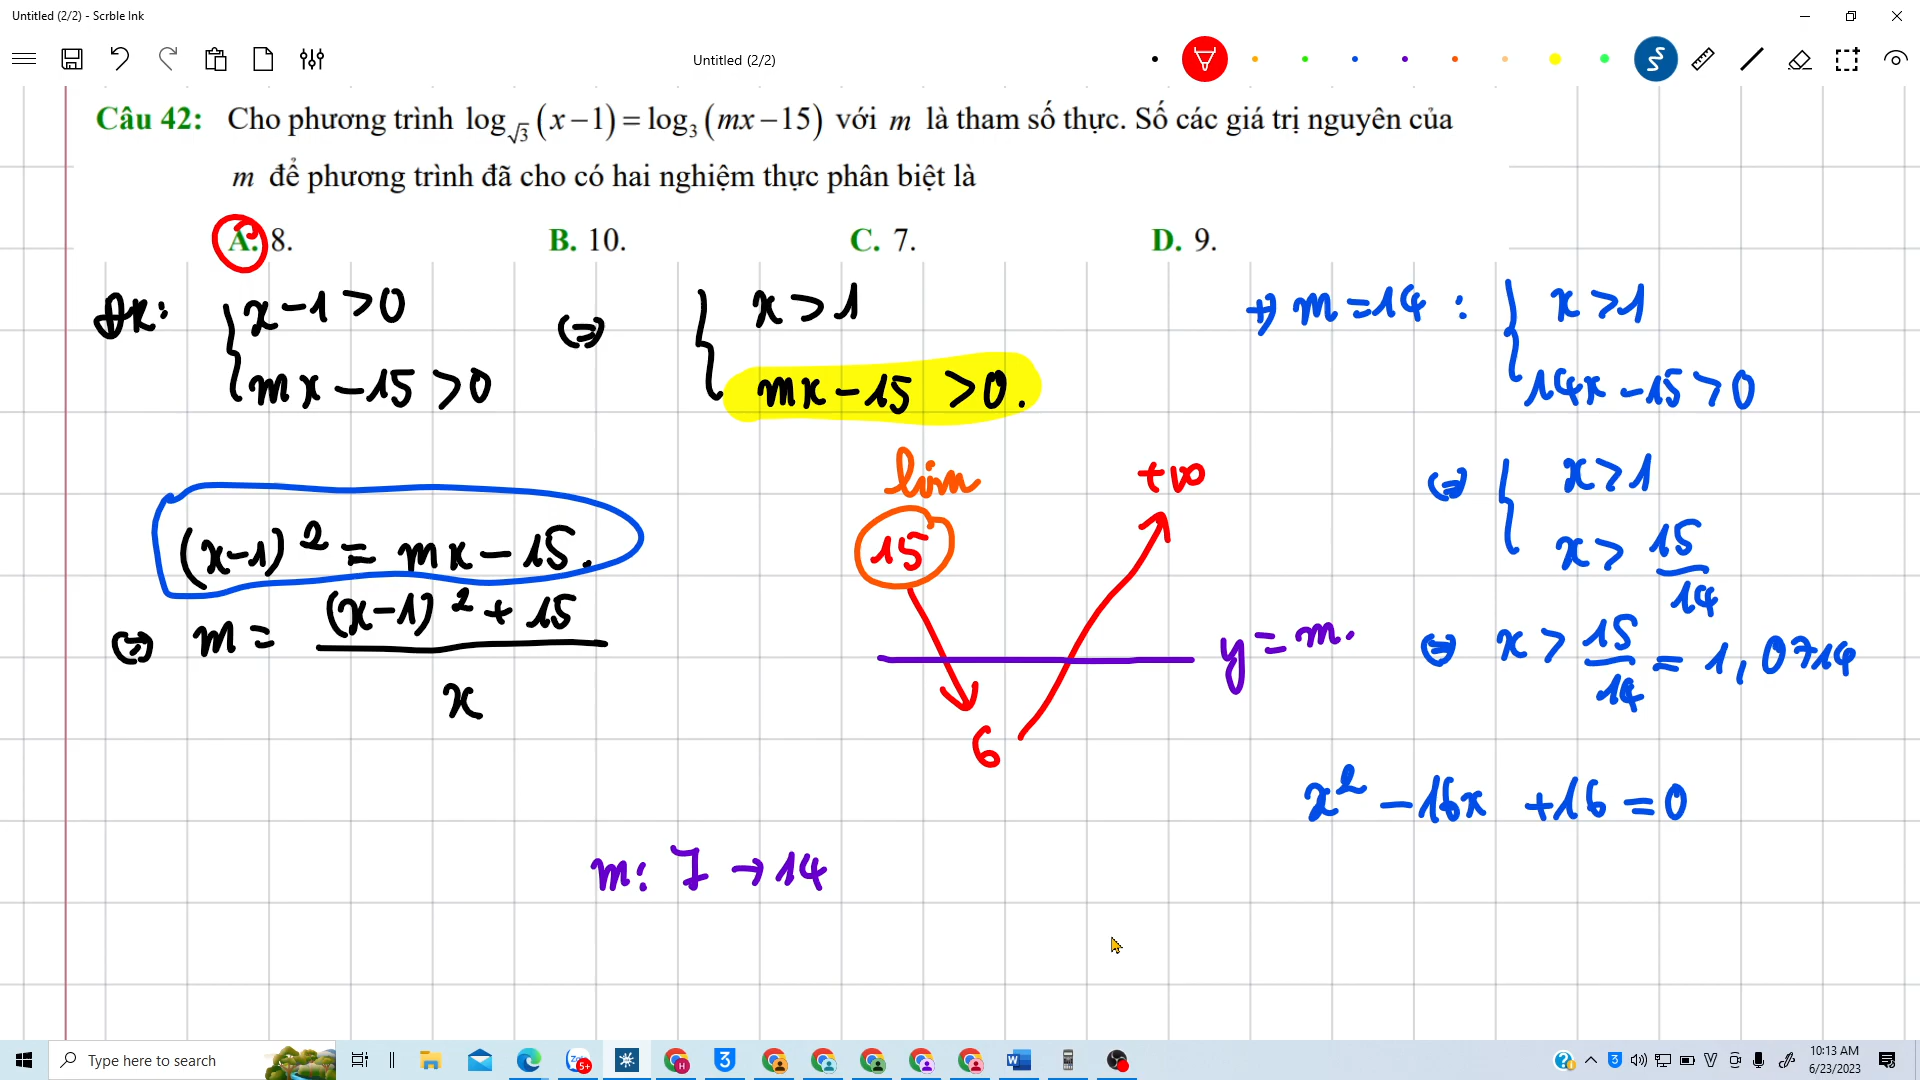 Untitled (2/2) - Scrble Ink
Untitled (2/2)
Câu 42: Cho phương trình log_√3 (x−1) = log_3 (mx−15) với m là tham số thực. Số các giá trị nguyên của
m để phương trình đã cho có hai nghiệm thực phân biệt là
A. 8. B. 10. C. 7. D. 9.
ĐK: { x−1 > 0 ⇔ { x > 1
mx−15 > 0 mx−15 > 0.
(x−1)² = mx−15.
⇔ m = ((x−1)² + 15) / x
lim
15
+∞
6
y = m.
m: 7 → 14
+) m = 14 : { x > 1
14x − 15 > 0
⇔ { x > 1
x > 15/14
⇔ x > 15/14 = 1,0714
x² − 16x + 16 = 0
Type here to search
5+
10:13 AM
6/23/2023